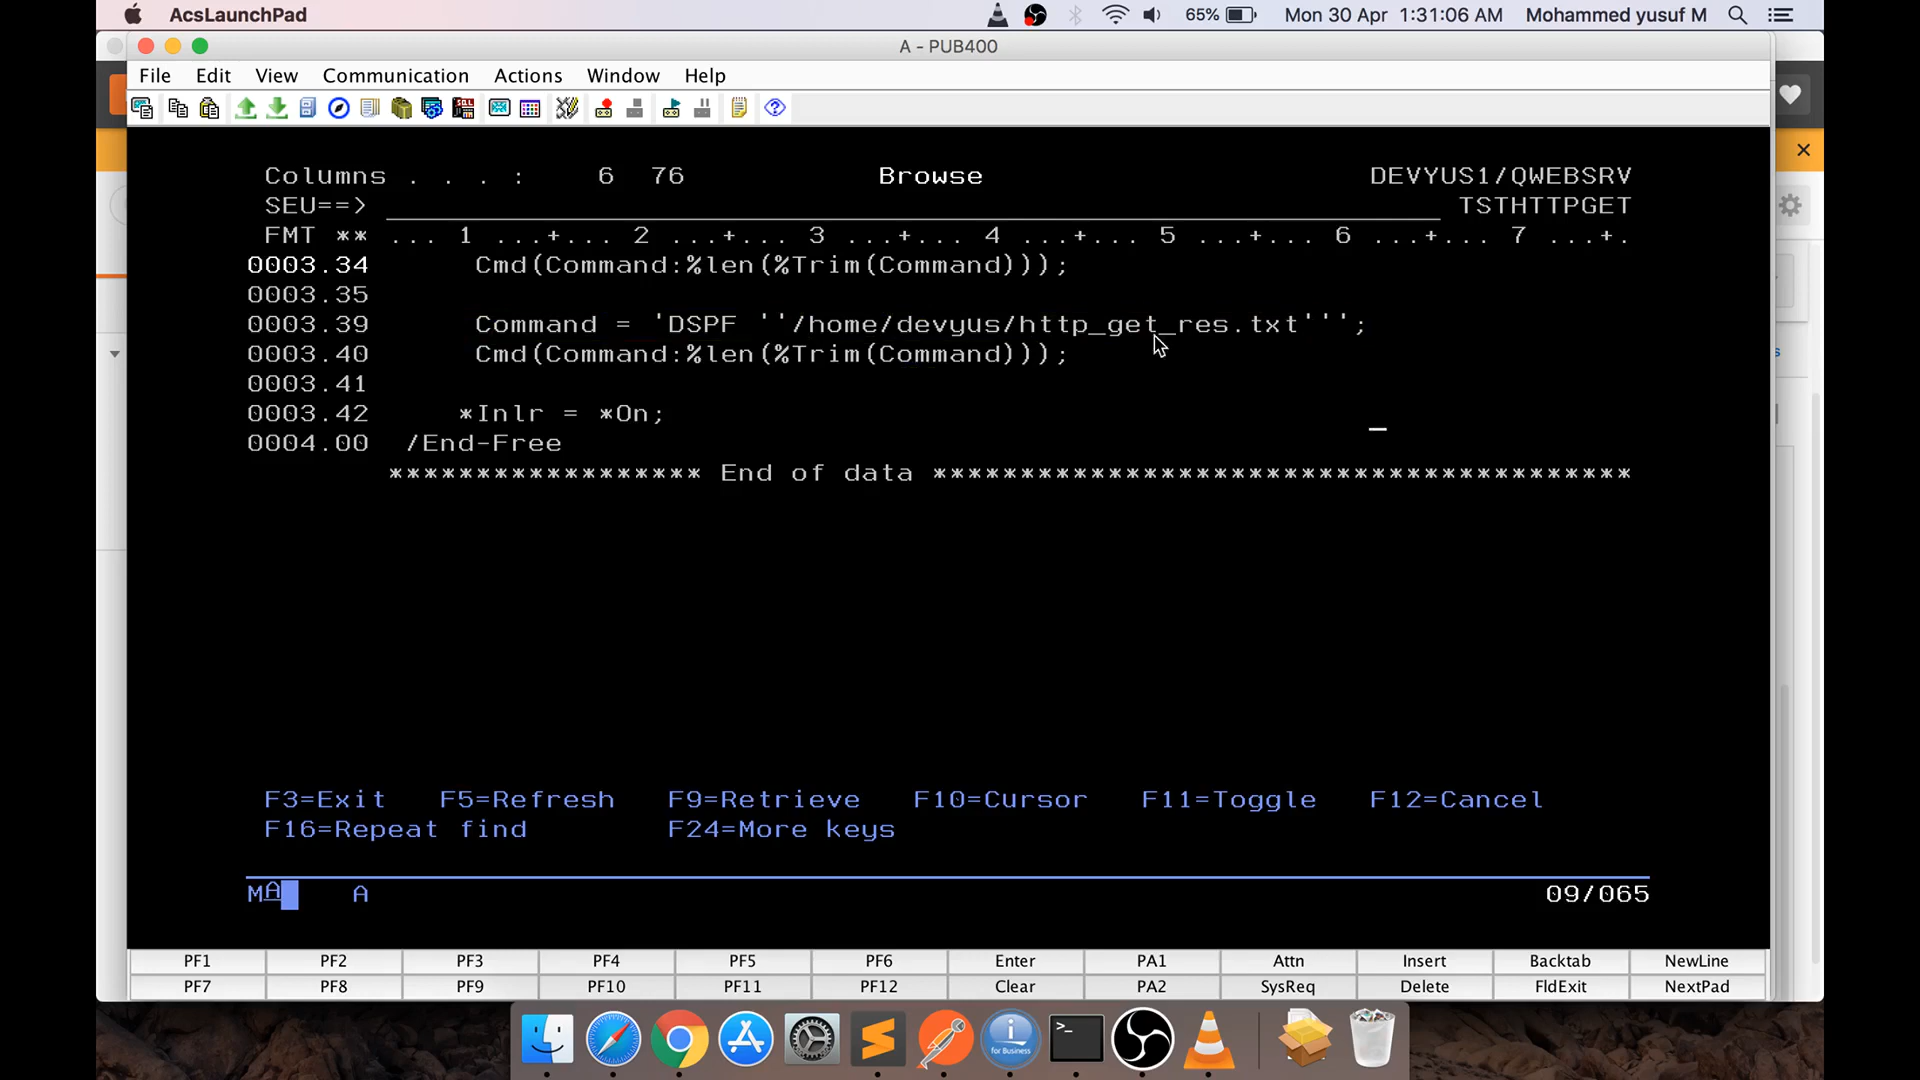 AcsLaunchPad 65% Mon 30 Apr 1:31:06 AM Mohammed yusuf M
A - PUB400
File Edit View Communication Actions Window Help
Columns . . . : 6 76 Browse DEVYUS1/QWEBSRV
SEU==> TSTHTTPGET
FMT ** ... 1 ...+... 2 ...+... 3 ...+... 4 ...+... 5 ...+... 6 ...+... 7 ...+.
0003.34 Cmd(Command:%len(%Trim(Command)));
0003.35
0003.39 Command = 'DSPF ''/home/devyus/http_get_res.txt''';
0003.40 Cmd(Command:%len(%Trim(Command)));
0003.41
0003.42 *Inlr = *On;
0004.00 /End-Free
****************** End of data ****************************************
F3=Exit F5=Refresh F9=Retrieve F10=Cursor F11=Toggle F12=Cancel
F16=Repeat find F24=More keys
MA A 09/065
PF1 PF2 PF3 PF4 PF5 PF6 Enter PA1 Attn Insert Backtab NewLine
PF7 PF8 PF9 PF10 PF11 PF12 Clear PA2 SysReq Delete FldExit NextPad
for Business